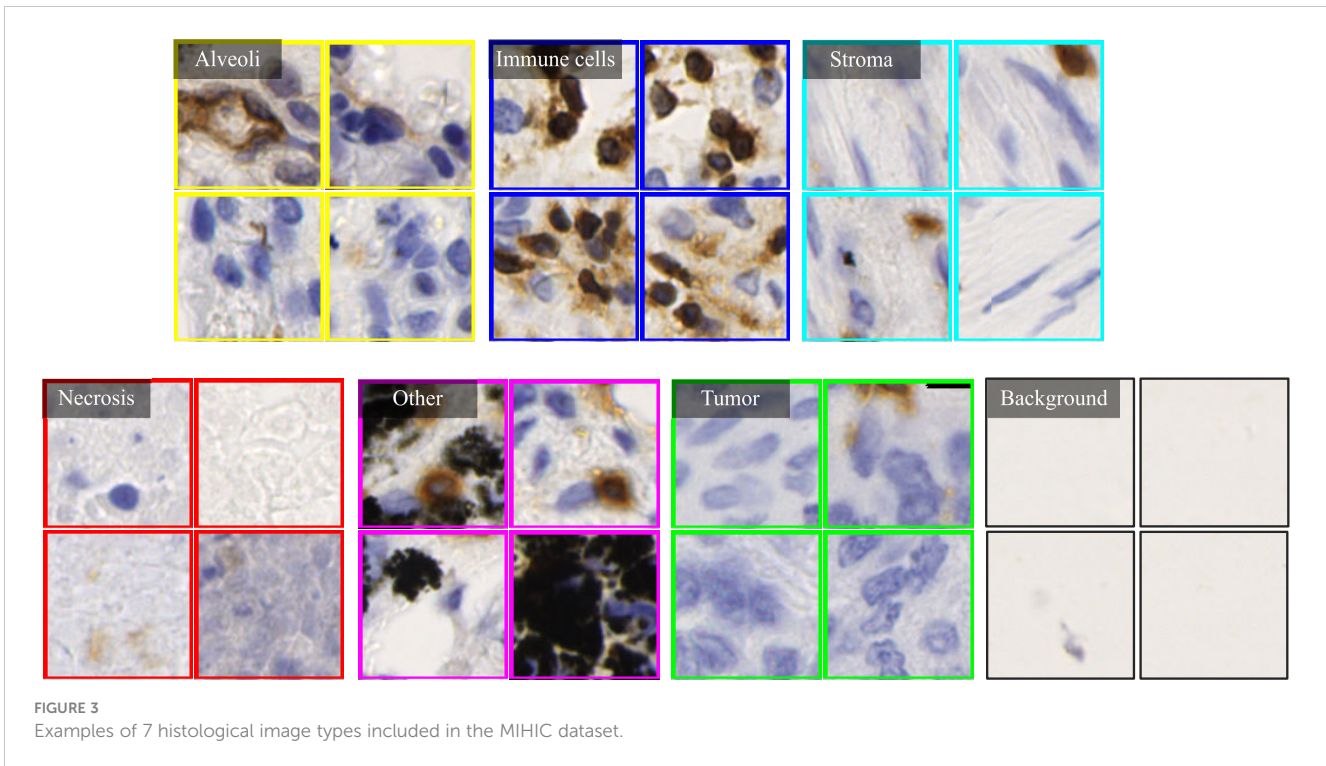 Alveoli
Immune cells
Stroma
Necrosis
Other
Tumor
Background
FIGURE 3
Examples of 7 histological image types included in the MIHIC dataset.